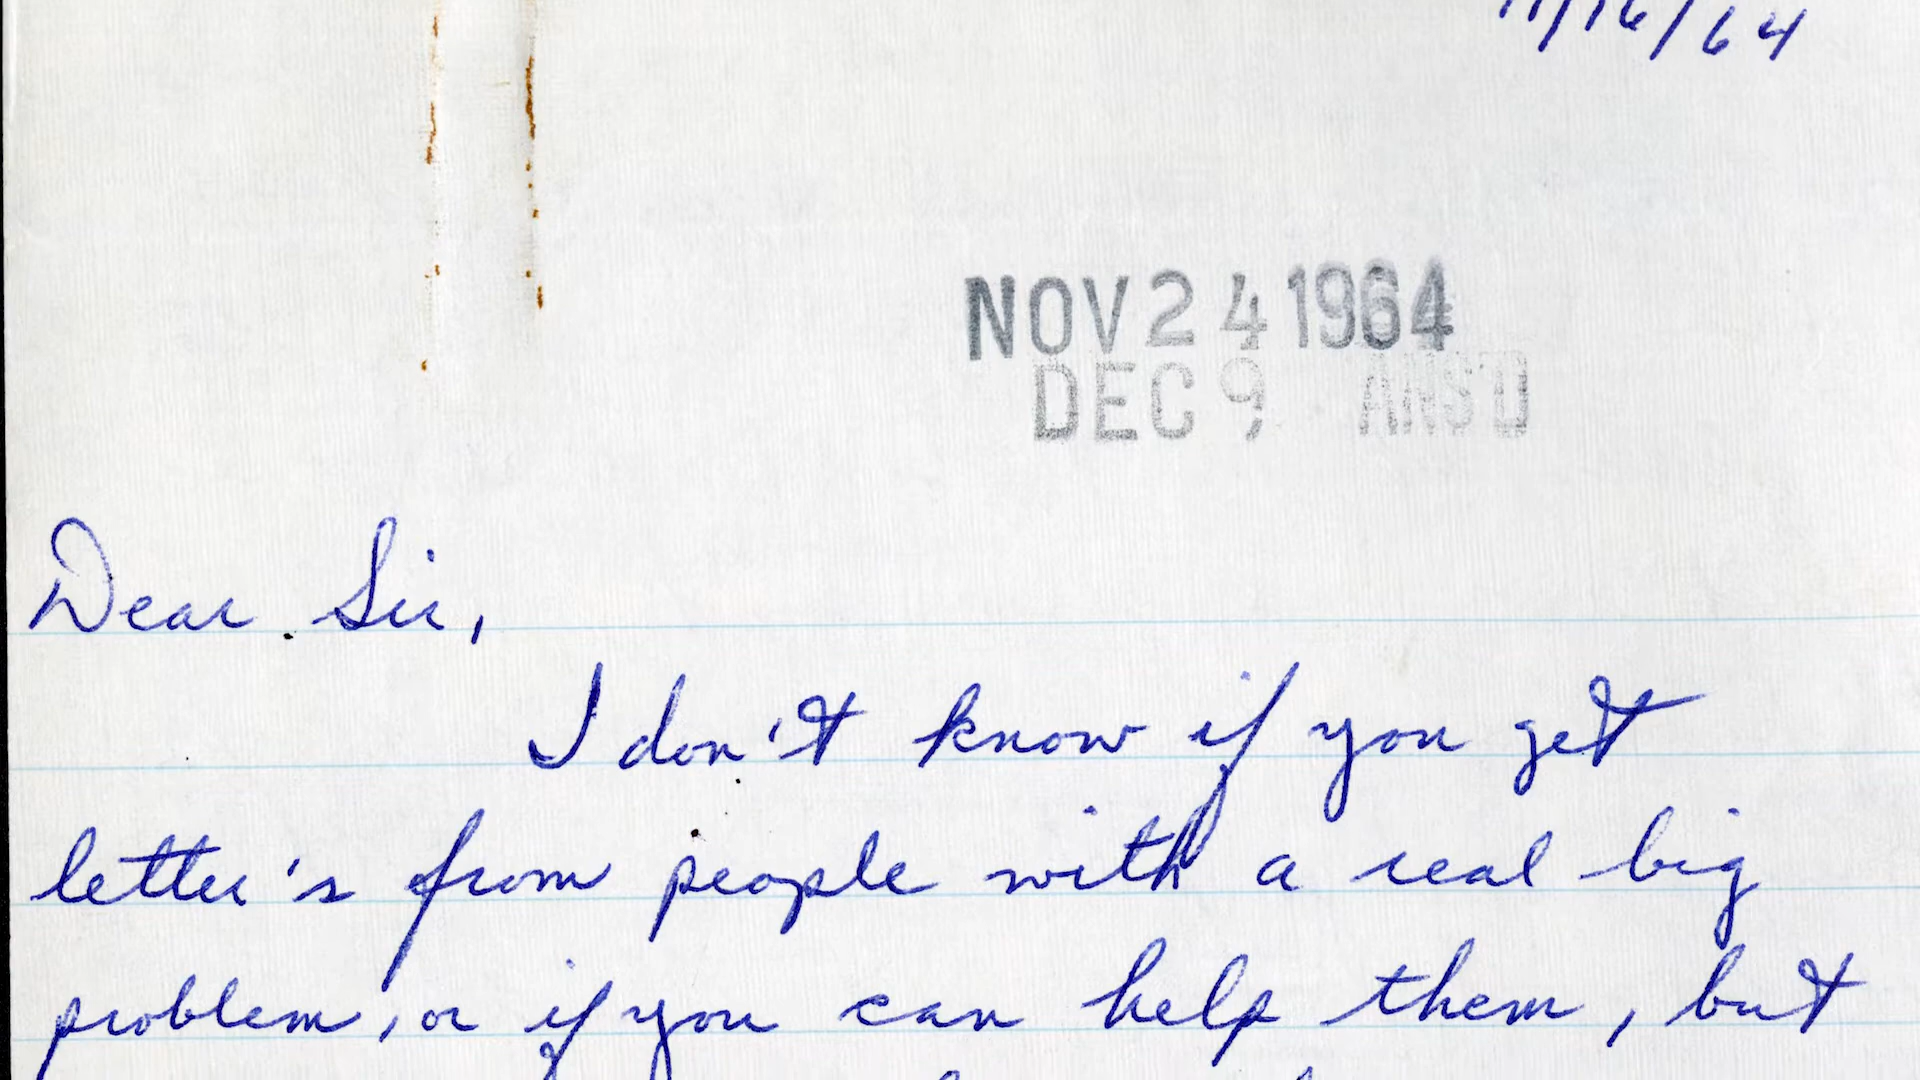 11/16/64
NOV 24 1964
DEC 9 ANS'D
Dear Sir,
I don't know if you get
letter's from people with a real big
problem, or if you can help them, but